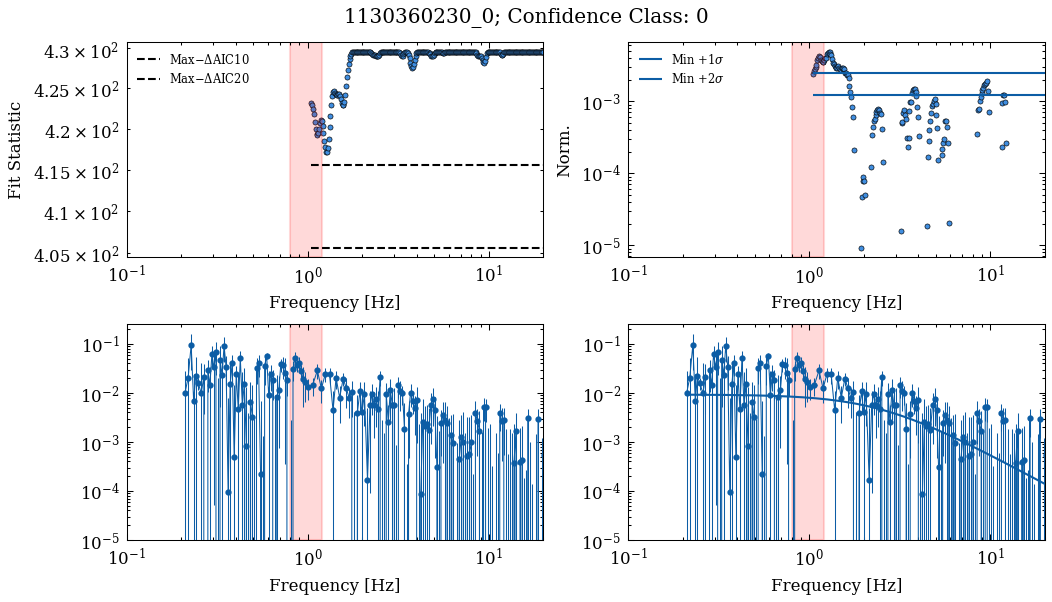 1130360230_0; Confidence Class: 0
Fit Statistic
4.3 × 10²
4.25 × 10²
4.2 × 10²
4.15 × 10²
4.1 × 10²
4.05 × 10²
Max−ΔAIC10
Max−ΔAIC20
10⁻¹ 10⁰ 10¹
Frequency [Hz]
Norm.
10⁻³
10⁻⁴
10⁻⁵
Min +1σ
Min +2σ
10⁻¹ 10⁰ 10¹
Frequency [Hz]
10⁻¹
10⁻²
10⁻³
10⁻⁴
10⁻⁵
10⁻¹ 10⁰ 10¹
Frequency [Hz]
10⁻¹
10⁻²
10⁻³
10⁻⁴
10⁻⁵
10⁻¹ 10⁰ 10¹
Frequency [Hz]